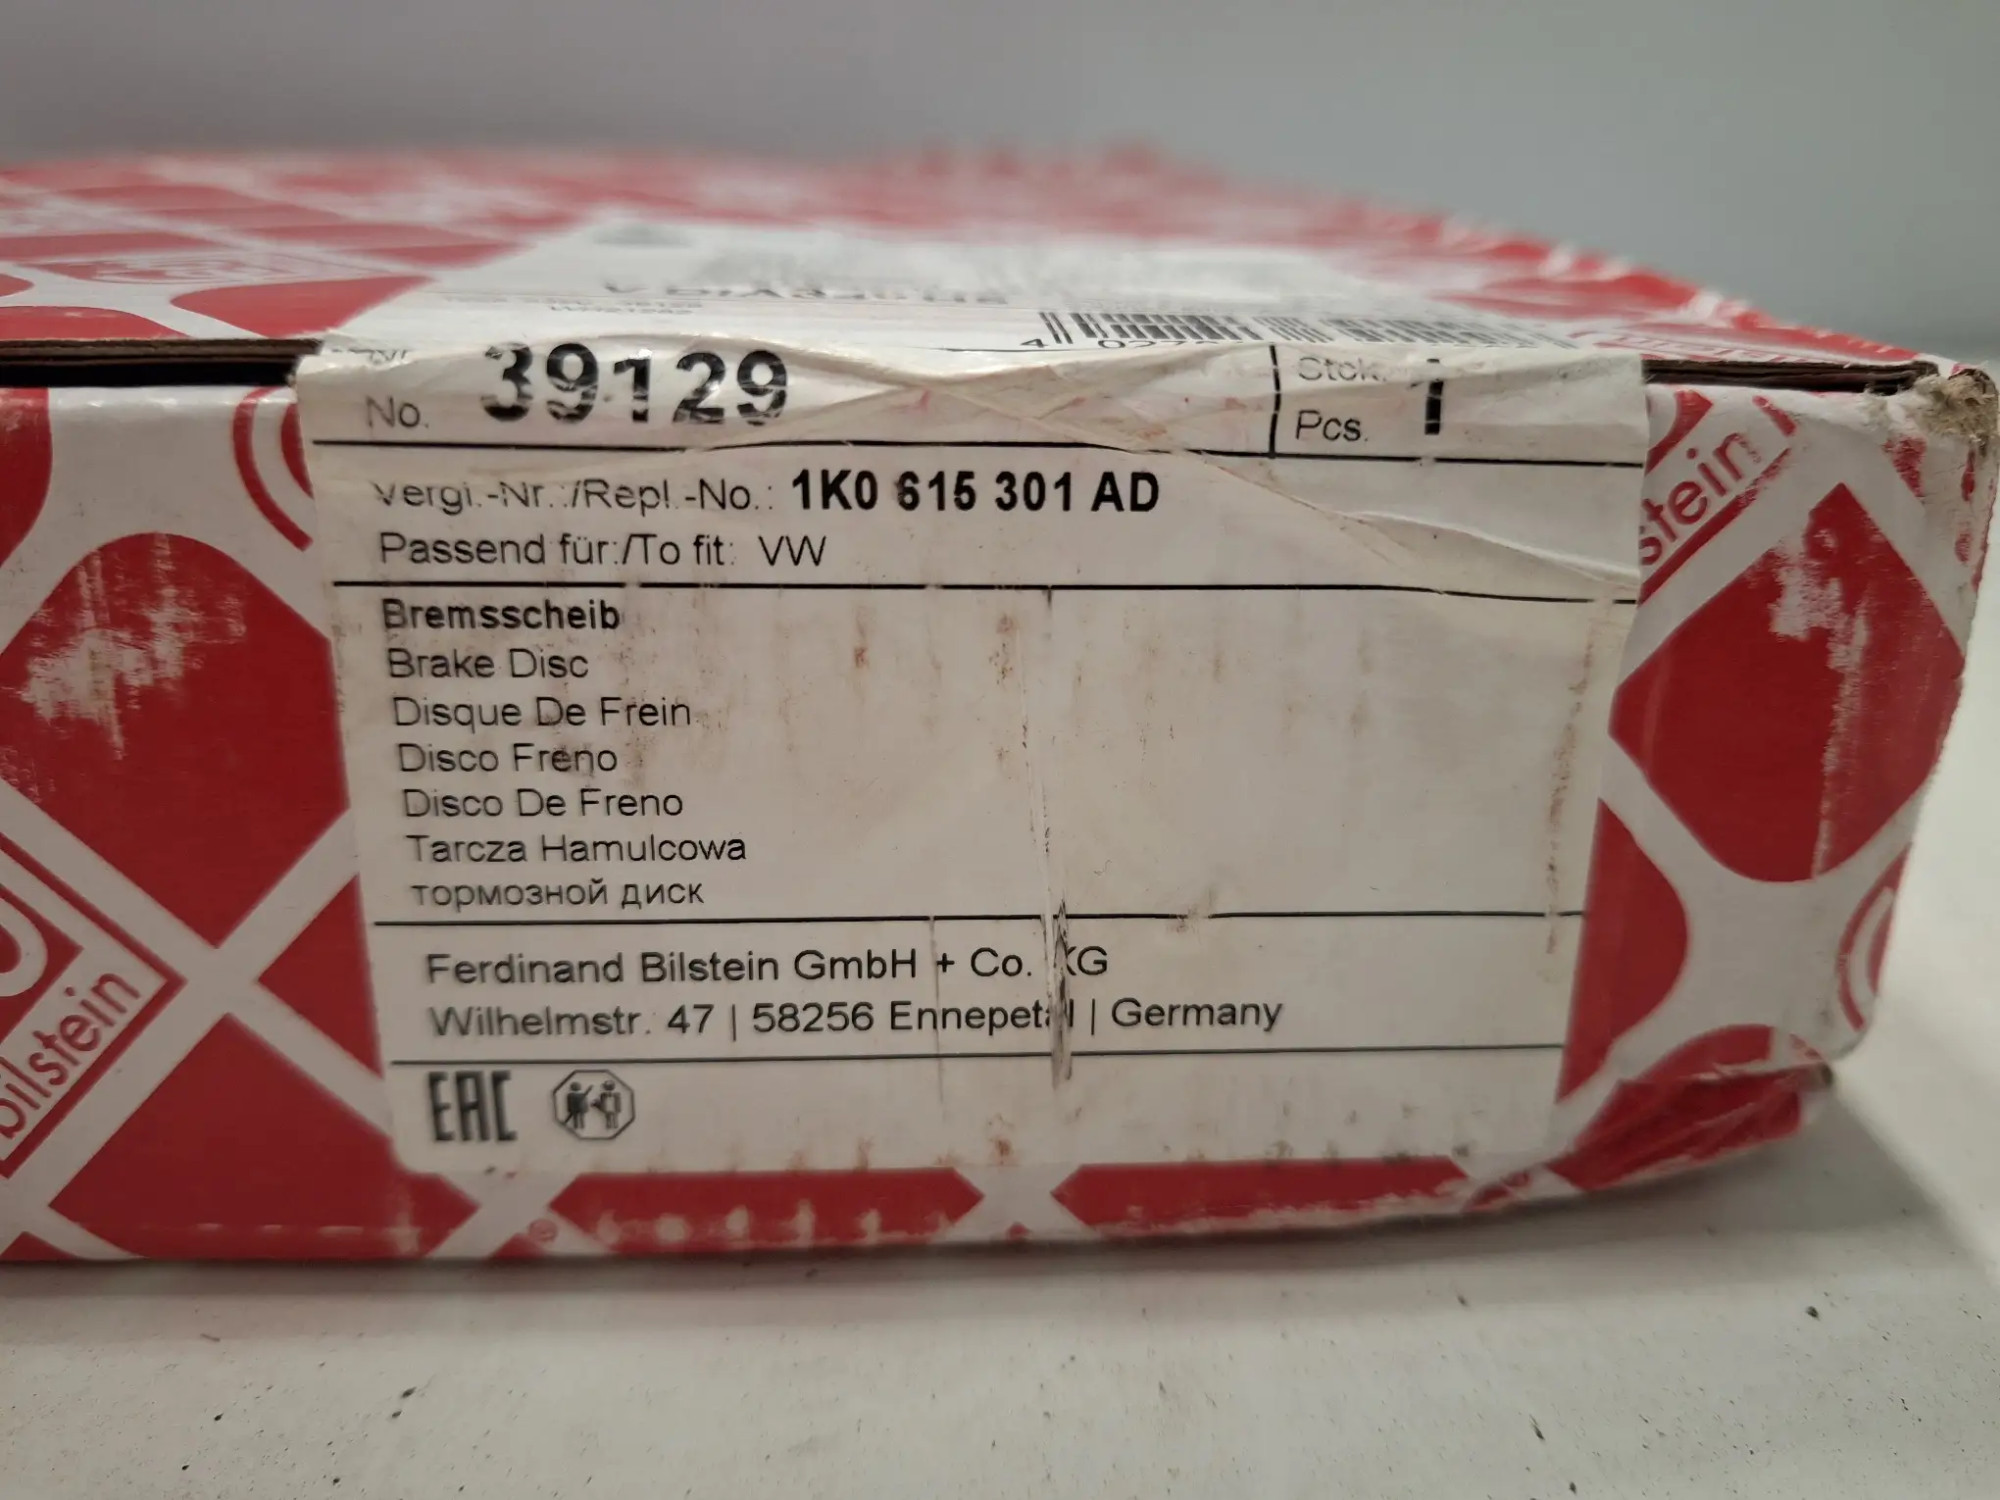 39129
No.
Stck.
Pcs.
1
Vergl.-Nr.:/Repl.-No.: 1K0 615 301 AD
Passend für:/To fit: VW
Bremsscheib
Brake Disc
Disque De Frein
Disco Freno
Disco De Freno
Tarcza Hamulcowa
тормозной диск
Ferdinand Bilstein GmbH + Co. KG
Wilhelmstr. 47 | 58256 Ennepetal | Germany
EAC
bilstein
stein